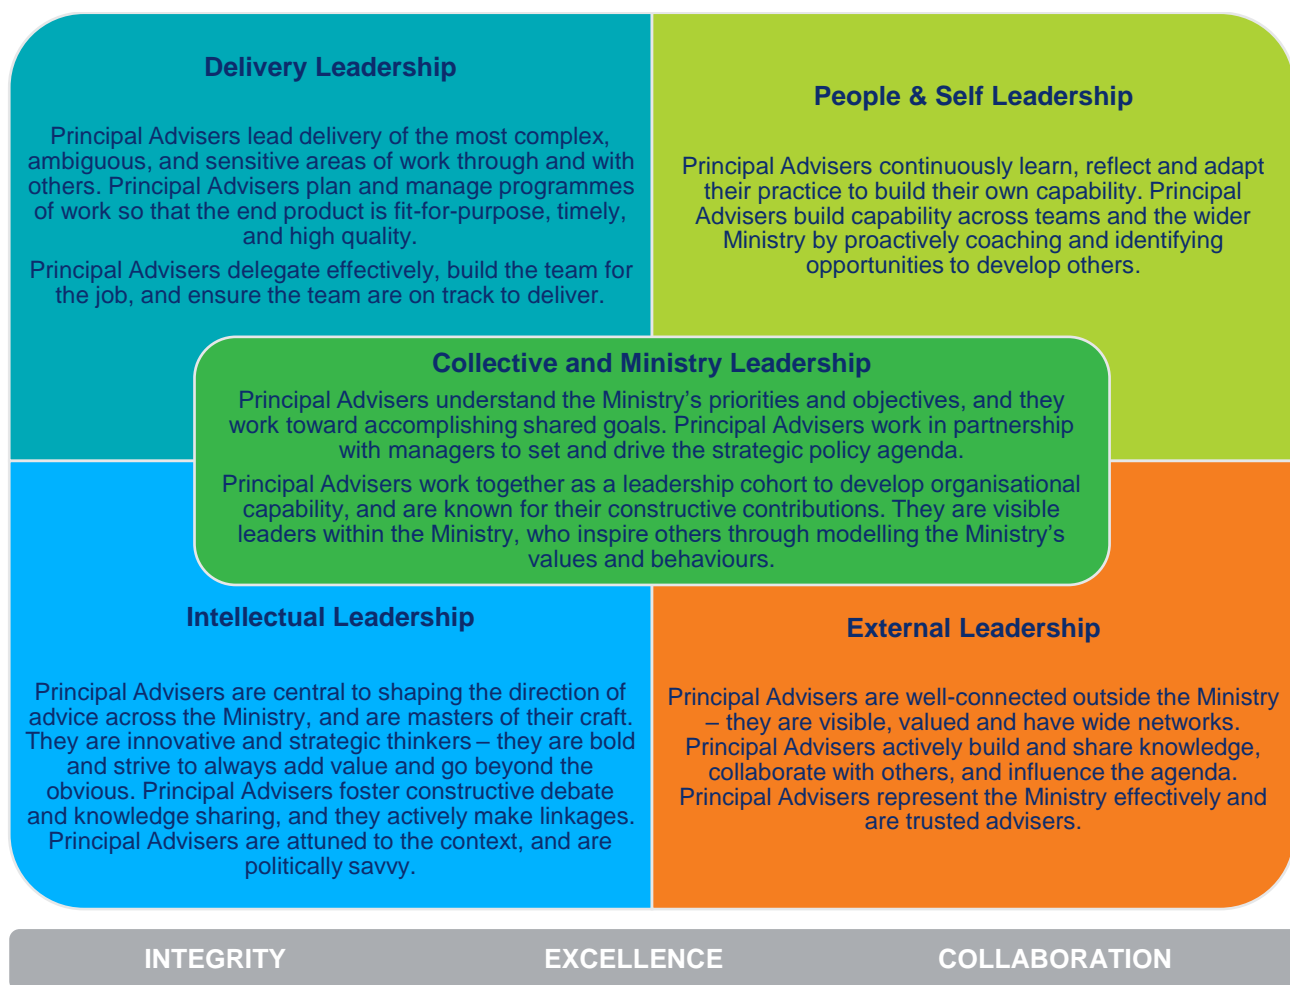 Delivery Leadership
Principal Advisers lead delivery of the most complex,
ambiguous, and sensitive areas of work through and with
others. Principal Advisers plan and manage programmes
of work so that the end product is fit-for-purpose, timely,
and high quality.
Principal Advisers delegate effectively, build the team for
the job, and ensure the team are on track to deliver.
People & Self Leadership
Principal Advisers continuously learn, reflect and adapt
their practice to build their own capability. Principal
Advisers build capability across teams and the wider
Ministry by proactively coaching and identifying
opportunities to develop others.
Collective and Ministry Leadership
Principal Advisers understand the Ministry’s priorities and objectives, and they
work toward accomplishing shared goals. Principal Advisers work in partnership
with managers to set and drive the strategic policy agenda.
Principal Advisers work together as a leadership cohort to develop organisational
capability, and are known for their constructive contributions. They are visible
leaders within the Ministry, who inspire others through modelling the Ministry’s
values and behaviours.
Intellectual Leadership
Principal Advisers are central to shaping the direction of
advice across the Ministry, and are masters of their craft.
They are innovative and strategic thinkers – they are bold
and strive to always add value and go beyond the
obvious. Principal Advisers foster constructive debate
and knowledge sharing, and they actively make linkages.
Principal Advisers are attuned to the context, and are
politically savvy.
External Leadership
Principal Advisers are well-connected outside the Ministry
– they are visible, valued and have wide networks.
Principal Advisers actively build and share knowledge,
collaborate with others, and influence the agenda.
Principal Advisers represent the Ministry effectively and
are trusted advisers.
INTEGRITY EXCELLENCE COLLABORATION